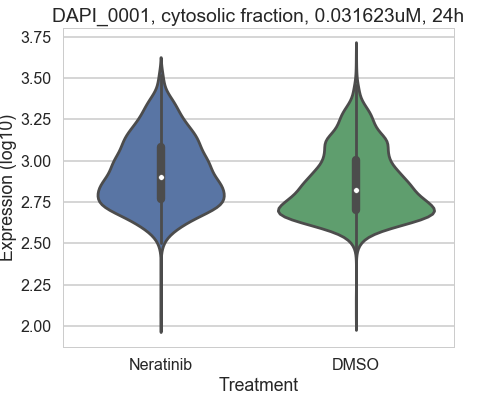 DAPI_0001, cytosolic fraction, 0.031623uM, 24h
3.75
3.50
3.25
3.00
2.75
2.50
2.25
2.00
Expression (log10)
Neratinib
DMSO
Treatment